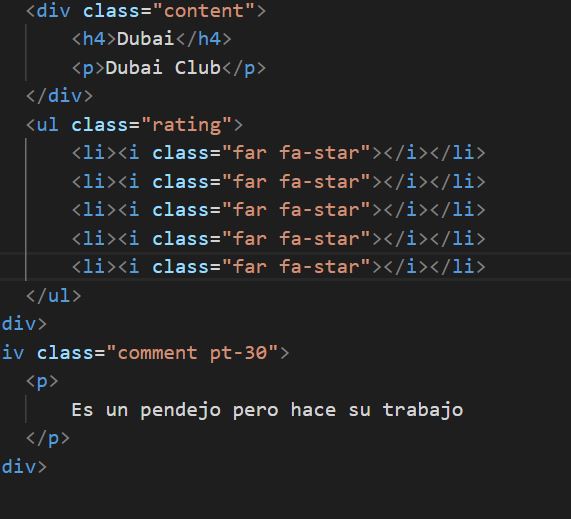 <div class="content">
<h4>Dubai</h4>
<p>Dubai Club</p>
</div>
<ul class="rating">
<li><i class="far fa-star"></i></li>
<li><i class="far fa-star"></i></li>
<li><i class="far fa-star"></i></li>
<li><i class="far fa-star"></i></li>
<li><i class="far fa-star"></i></li>
</ul>
div>
iv class="comment pt-30">
<p>
Es un pendejo pero hace su trabajo
</p>
div>